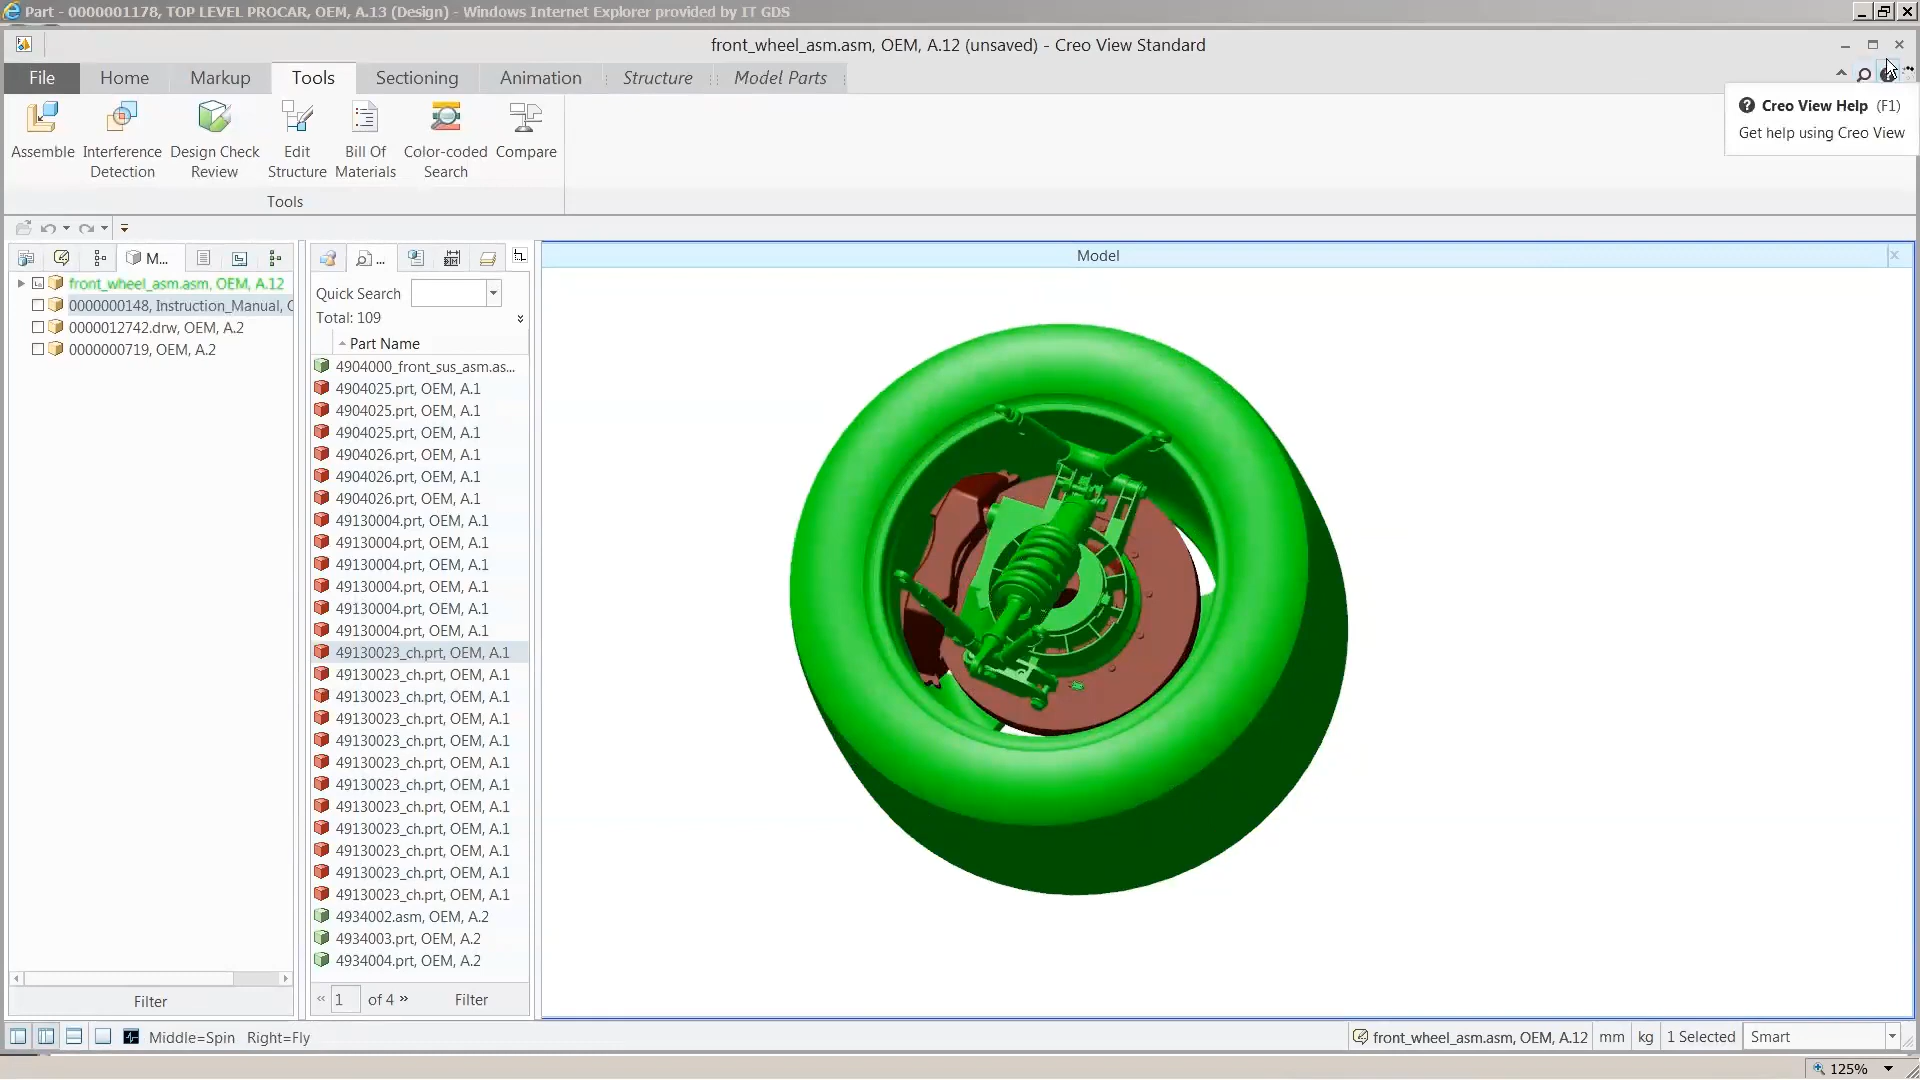 Part - 0000001178, TOP LEVEL PROCAR, OEM, A.13 (Design) - Windows Internet Explorer provided by IT GDS
front_wheel_asm.asm, OEM, A.12 (unsaved) - Creo View Standard
File Home Markup Tools Sectioning Animation Structure Model Parts
Creo View Help (F1)
Get help using Creo View
Assemble Interference Detection Design Check Review Edit Structure Bill Of Materials Color-coded Search Compare
Tools
M...
...
Model
front_wheel_asm.asm, OEM, A.12
0000000148, Instruction_Manual,
0000012742.drw, OEM, A.2
0000000719, OEM, A.2
Filter
Quick Search
Total: 109
Part Name
4904000_front_sus_asm.as...
4904025.prt, OEM, A.1
4904025.prt, OEM, A.1
4904025.prt, OEM, A.1
4904026.prt, OEM, A.1
4904026.prt, OEM, A.1
4904026.prt, OEM, A.1
49130004.prt, OEM, A.1
49130004.prt, OEM, A.1
49130004.prt, OEM, A.1
49130004.prt, OEM, A.1
49130004.prt, OEM, A.1
49130004.prt, OEM, A.1
49130023_ch.prt, OEM, A.1
49130023_ch.prt, OEM, A.1
49130023_ch.prt, OEM, A.1
49130023_ch.prt, OEM, A.1
49130023_ch.prt, OEM, A.1
49130023_ch.prt, OEM, A.1
49130023_ch.prt, OEM, A.1
49130023_ch.prt, OEM, A.1
49130023_ch.prt, OEM, A.1
49130023_ch.prt, OEM, A.1
49130023_ch.prt, OEM, A.1
49130023_ch.prt, OEM, A.1
4934002.asm, OEM, A.2
4934003.prt, OEM, A.2
4934004.prt, OEM, A.2
« 1 of 4 » Filter
Middle=Spin Right=Fly
front_wheel_asm.asm, OEM, A.12 mm kg 1 Selected Smart
125%